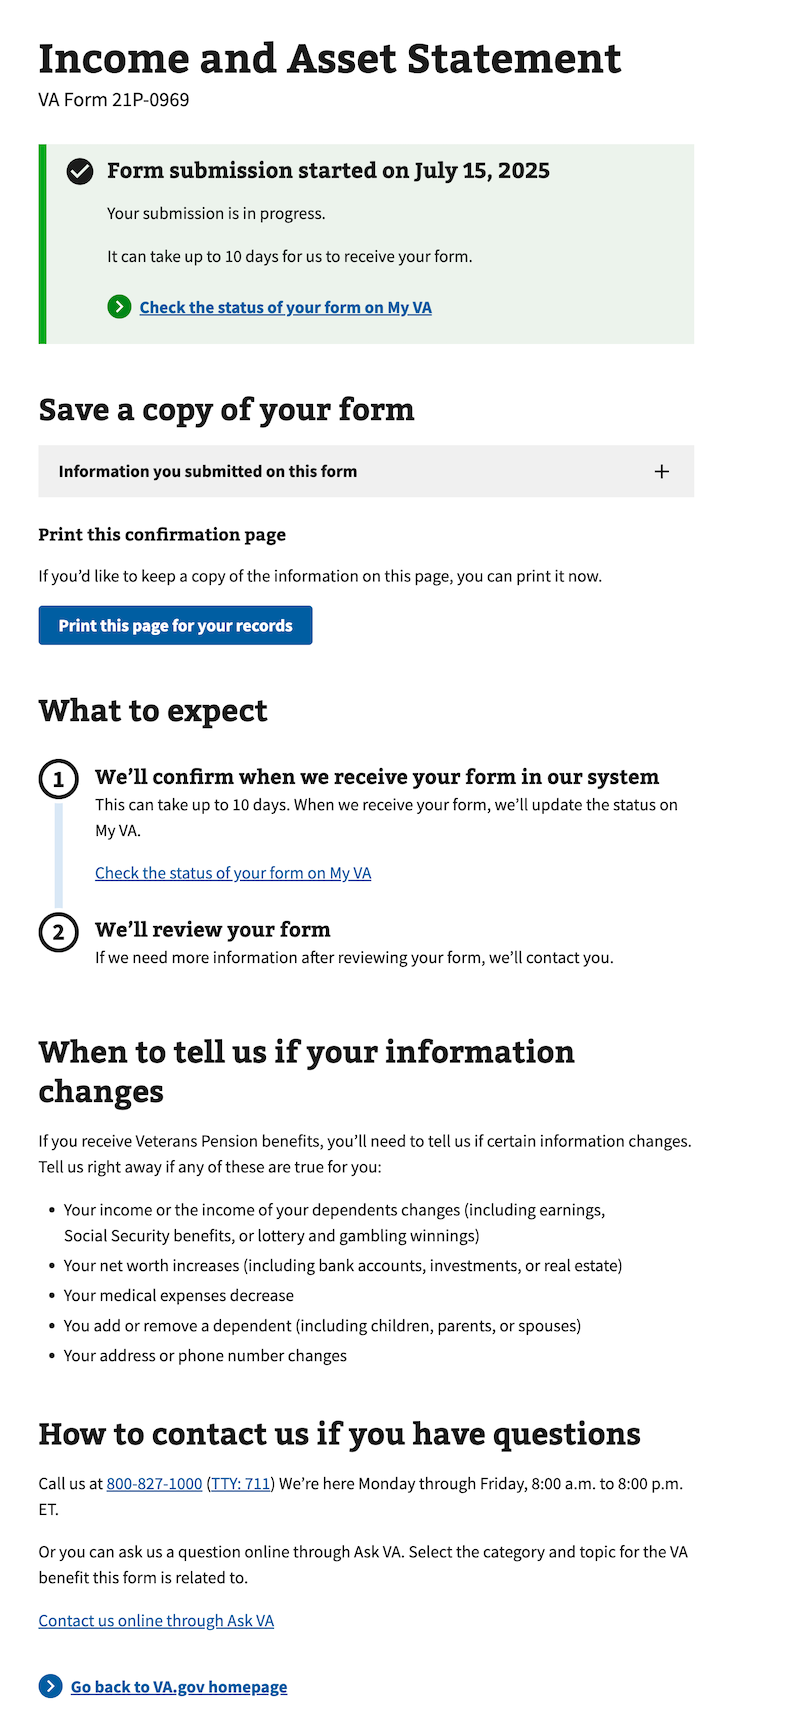 Income and Asset Statement
VA Form 21P-0969
Form submission started on July 15, 2025
Your submission is in progress.
It can take up to 10 days for us to receive your form.
Check the status of your form on My VA
Save a copy of your form
Information you submitted on this form
Print this confirmation page
If you’d like to keep a copy of the information on this page, you can print it now.
Print this page for your records
What to expect
1 We’ll confirm when we receive your form in our system
This can take up to 10 days. When we receive your form, we’ll update the status on
My VA.
Check the status of your form on My VA
2 We’ll review your form
If we need more information after reviewing your form, we’ll contact you.
When to tell us if your information
changes
If you receive Veterans Pension benefits, you’ll need to tell us if certain information changes.
Tell us right away if any of these are true for you:
• Your income or the income of your dependents changes (including earnings,
Social Security benefits, or lottery and gambling winnings)
• Your net worth increases (including bank accounts, investments, or real estate)
• Your medical expenses decrease
• You add or remove a dependent (including children, parents, or spouses)
• Your address or phone number changes
How to contact us if you have questions
Call us at 800-827-1000 (TTY: 711) We’re here Monday through Friday, 8:00 a.m. to 8:00 p.m.
ET.
Or you can ask us a question online through Ask VA. Select the category and topic for the VA
benefit this form is related to.
Contact us online through Ask VA
Go back to VA.gov homepage